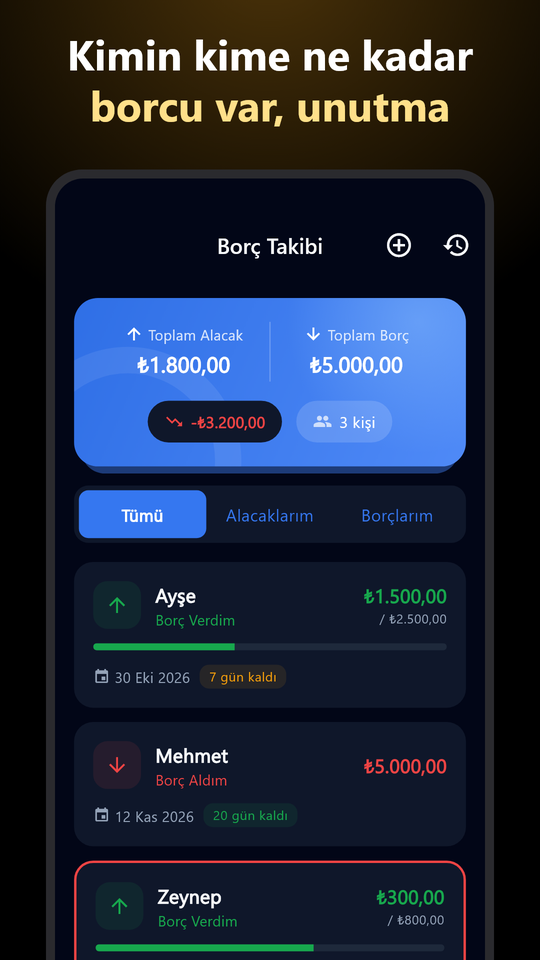 Kimin kime ne kadar
borcu var, unutma
Borç Takibi
Toplam Alacak
₺1.800,00
Toplam Borç
₺5.000,00
-₺3.200,00
3 kişi
Tümü
Alacaklarım
Borçlarım
Ayşe
₺1.500,00
Borç Verdim
/ ₺2.500,00
30 Eki 2026
7 gün kaldı
Mehmet
₺5.000,00
Borç Aldım
12 Kas 2026
20 gün kaldı
Zeynep
₺300,00
Borç Verdim
/ ₺800,00